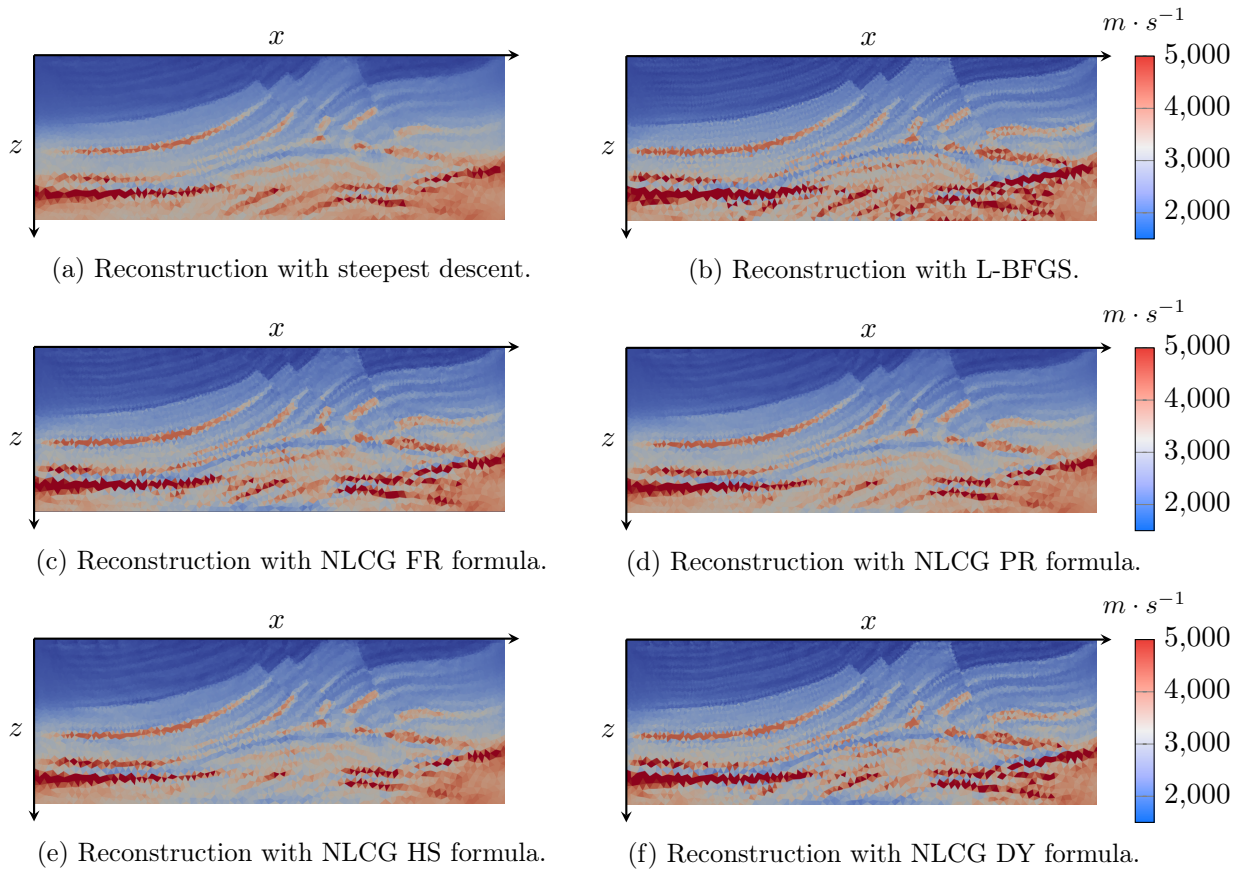 x
z
x
z
m · s⁻¹
5,000
4,000
3,000
2,000
(a) Reconstruction with steepest descent.
(b) Reconstruction with L-BFGS.
x
z
x
z
m · s⁻¹
5,000
4,000
3,000
2,000
(c) Reconstruction with NLCG FR formula.
(d) Reconstruction with NLCG PR formula.
x
z
x
z
m · s⁻¹
5,000
4,000
3,000
2,000
(e) Reconstruction with NLCG HS formula.
(f) Reconstruction with NLCG DY formula.